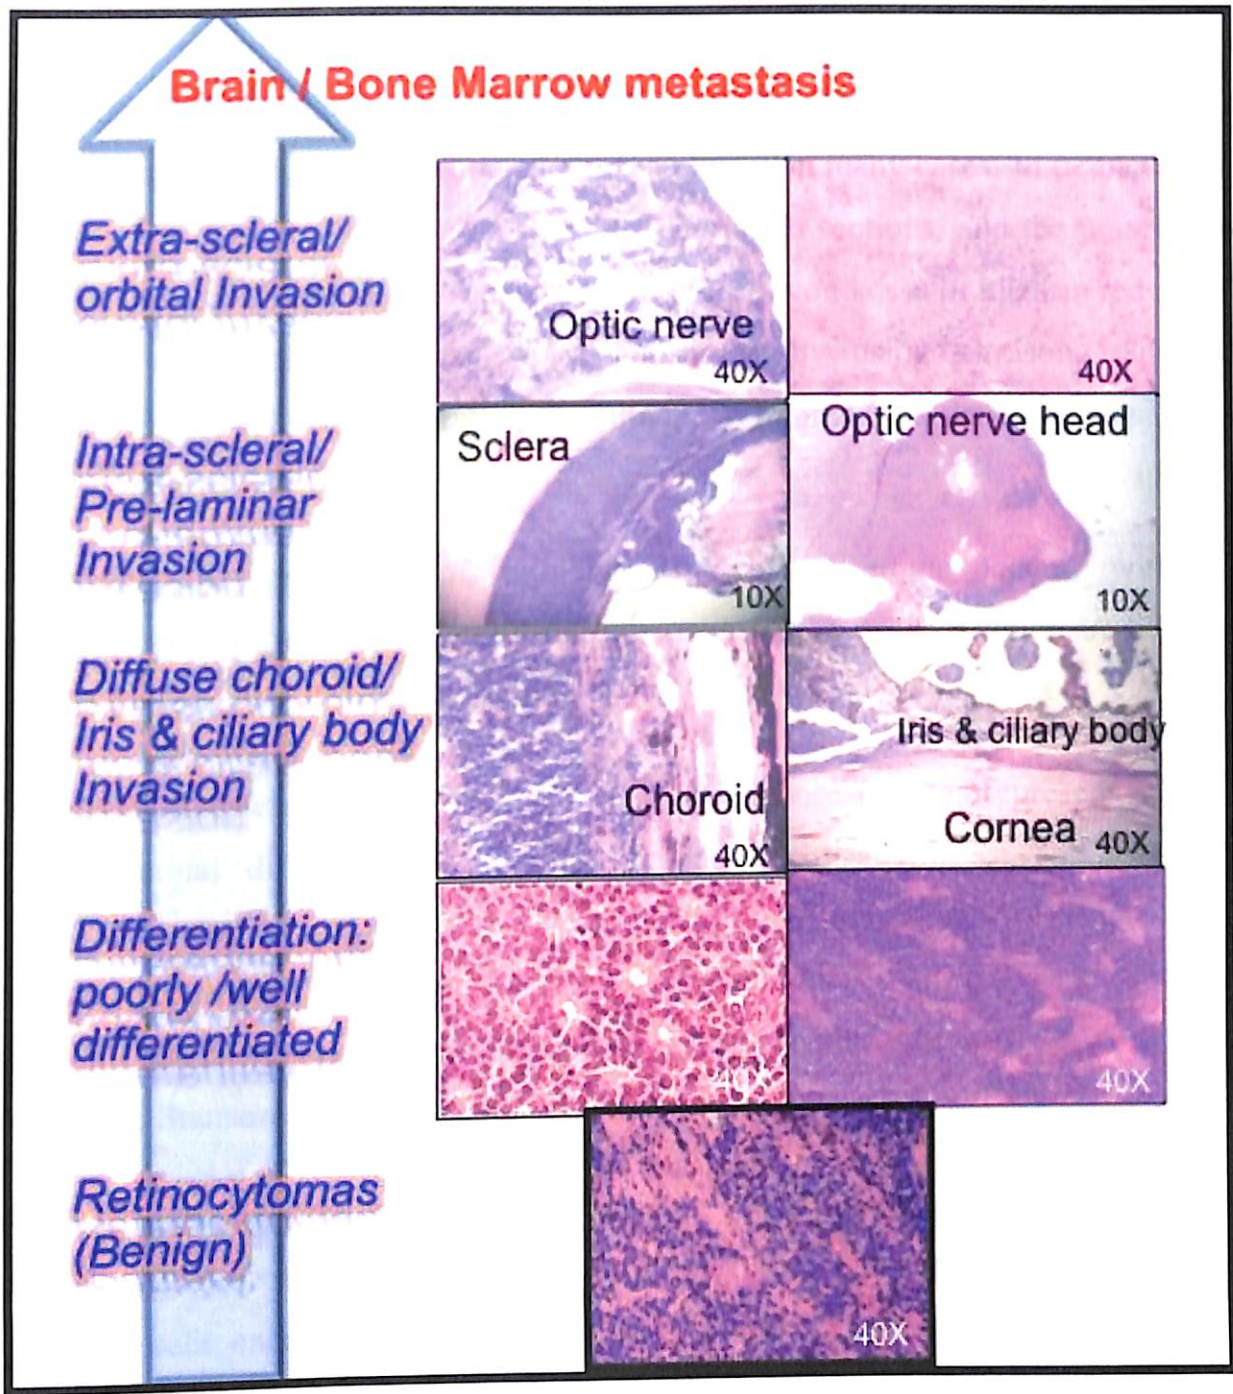 Brain / Bone Marrow metastasis
Extra-scleral/
orbital Invasion
Optic nerve
40X
40X
Intra-scleral/
Pre-laminar
Invasion
Sclera
10X
Optic nerve head
10X
Diffuse choroid/
Iris & ciliary body
Invasion
Choroid
40X
Iris & ciliary body
Cornea 40X
Differentiation:
poorly /well
differentiated
40X
40X
Retinocytomas
(Benign)
40X